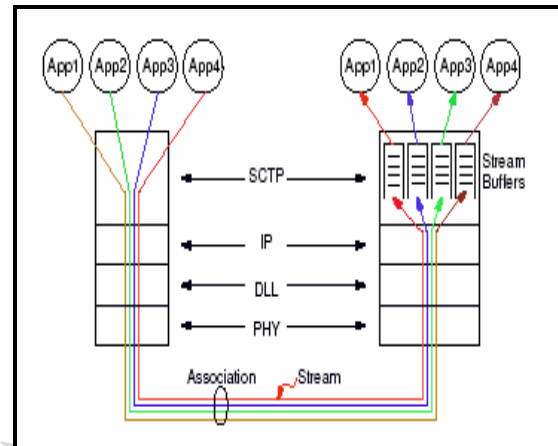 App1 App2 App3 App4 App1 App2 App3 App4
SCTP
Stream
Buffers
IP
DLL
PHY
Association
Stream